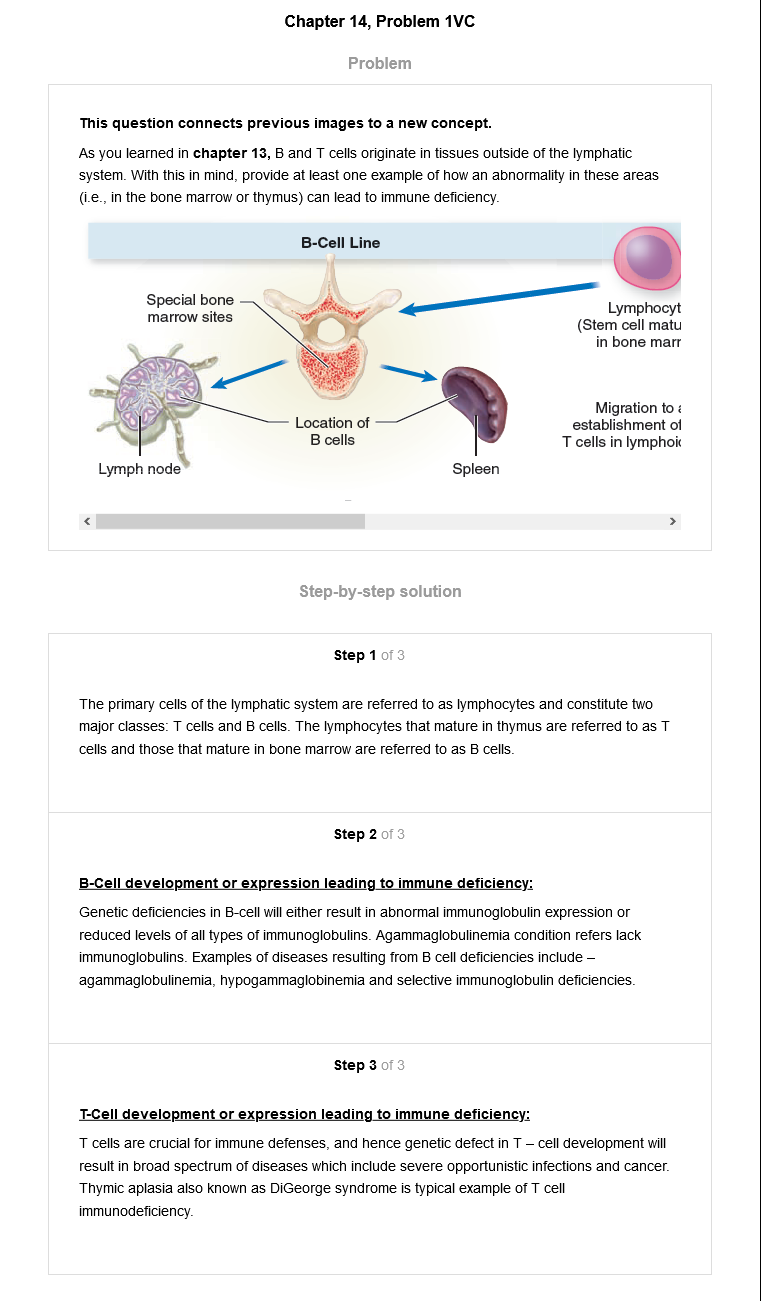 Chapter 14, Problem 1VC
Problem
This question connects previous images to a new concept.
As you learned in chapter 13, B and T cells originate in tissues outside of the lymphatic
system. With this in mind, provide at least one example of how an abnormality in these areas
(i.e., in the bone marrow or thymus) can lead to immune deficiency.
B-Cell Line
Special bone
marrow sites
Lymphocyt
(Stem cell matu
in bone marr
Location of
B cells
Migration to a
establishment of
T cells in lymphoid
Lymph node
Spleen
Step-by-step solution
Step 1 of 3
The primary cells of the lymphatic system are referred to as lymphocytes and constitute two
major classes: T cells and B cells. The lymphocytes that mature in thymus are referred to as T
cells and those that mature in bone marrow are referred to as B cells.
Step 2 of 3
B-Cell development or expression leading to immune deficiency:
Genetic deficiencies in B-cell will either result in abnormal immunoglobulin expression or
reduced levels of all types of immunoglobulins. Agammaglobulinemia condition refers lack
immunoglobulins. Examples of diseases resulting from B cell deficiencies include –
agammaglobulinemia, hypogammaglobinemia and selective immunoglobulin deficiencies.
Step 3 of 3
T-Cell development or expression leading to immune deficiency:
T cells are crucial for immune defenses, and hence genetic defect in T – cell development will
result in broad spectrum of diseases which include severe opportunistic infections and cancer.
Thymic aplasia also known as DiGeorge syndrome is typical example of T cell
immunodeficiency.